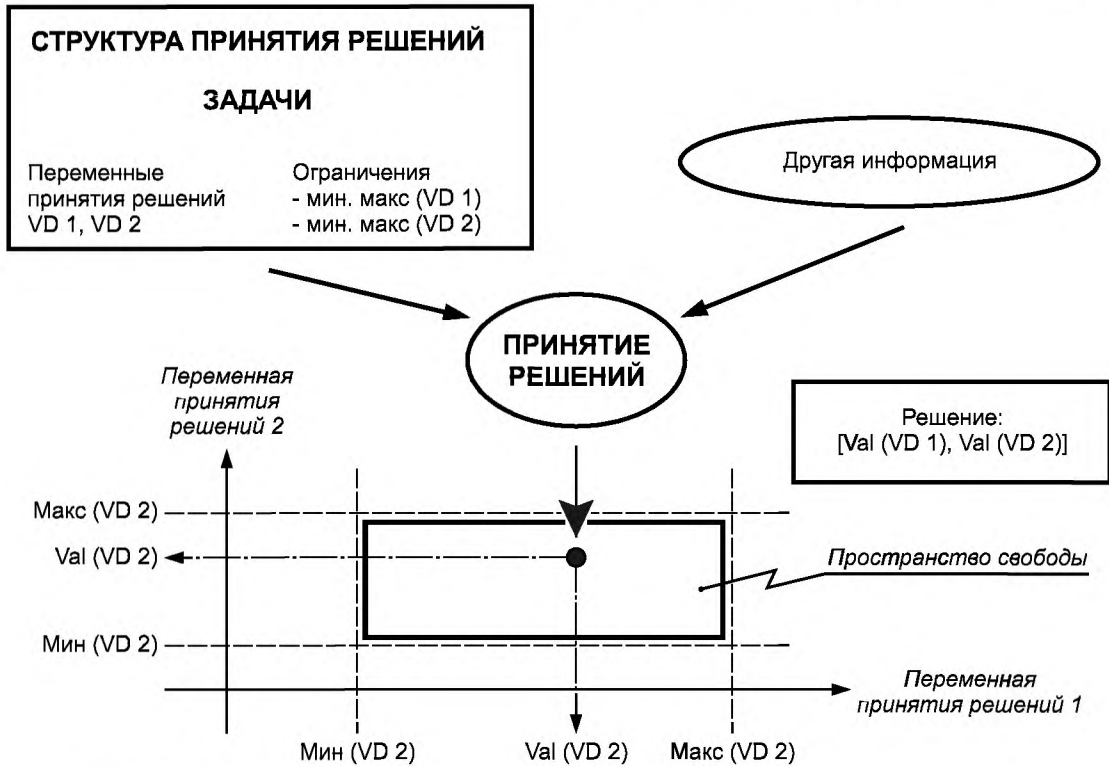 СТРУКТУРА ПРИНЯТИЯ РЕШЕНИЙ
ЗАДАЧИ
Переменные
принятия решений
VD 1, VD 2
Ограничения
- мин. макс (VD 1)
- мин. макс (VD 2)
Другая информация
ПРИНЯТИЕ
РЕШЕНИЙ
Переменная
принятия
решений 2
Решение:
[Val (VD 1), Val (VD 2)]
Макс (VD 2)
Val (VD 2)
Мин (VD 2)
Пространство свободы
Переменная
принятия решений 1
Мин (VD 2)
Val (VD 2)
Макс (VD 2)